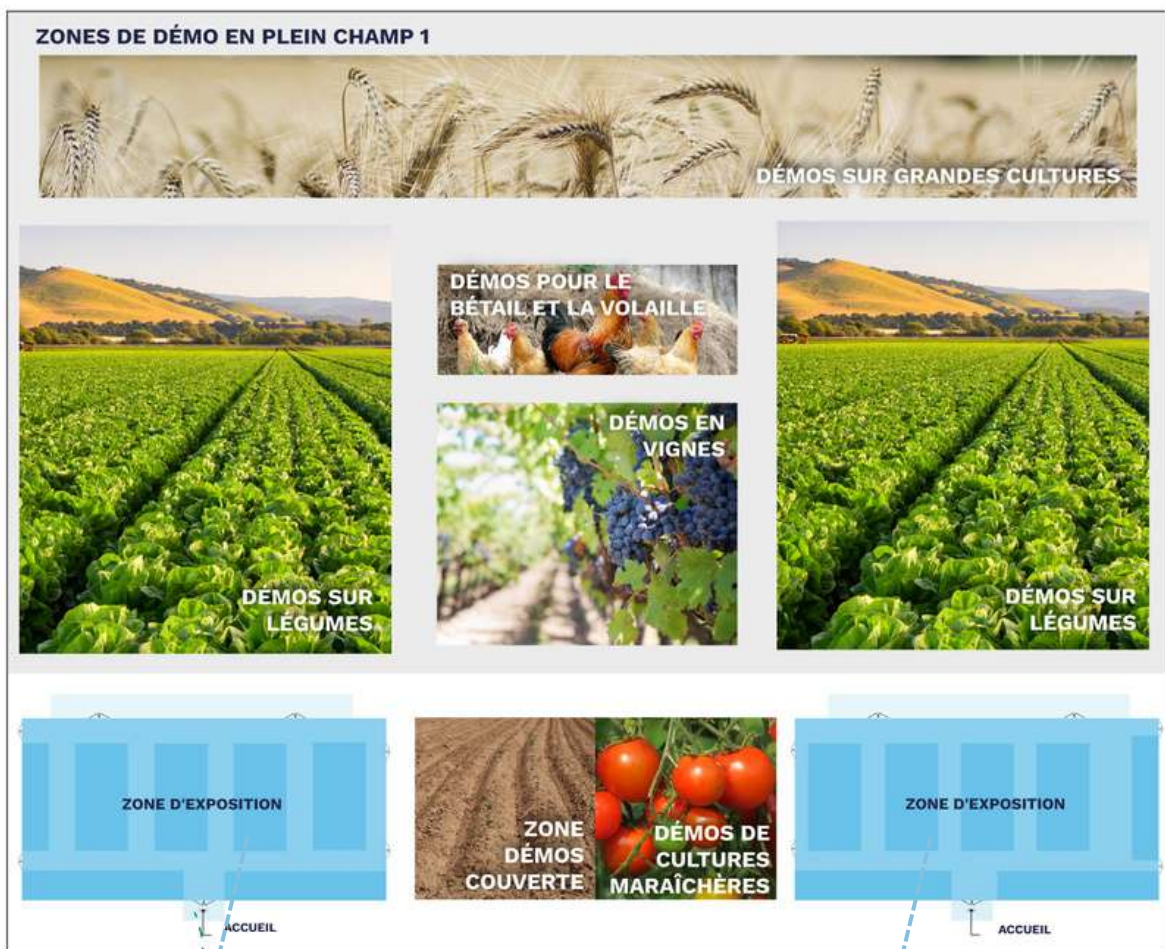 ZONES DE DÉMO EN PLEIN CHAMP 1
DÉMOS SUR GRANDES CULTURES
DÉMOS POUR LE
BÉTAIL ET LA VOLAILLE
DÉMOS EN
VIGNES
DÉMOS SUR
LÉGUMES
DÉMOS SUR
LÉGUMES
ZONE D'EXPOSITION
ZONE
DÉMOS
COUVERTE
DÉMOS DE
CULTURES
MARAÎCHÈRES
ZONE D'EXPOSITION
ACCUEIL
ACCUEIL